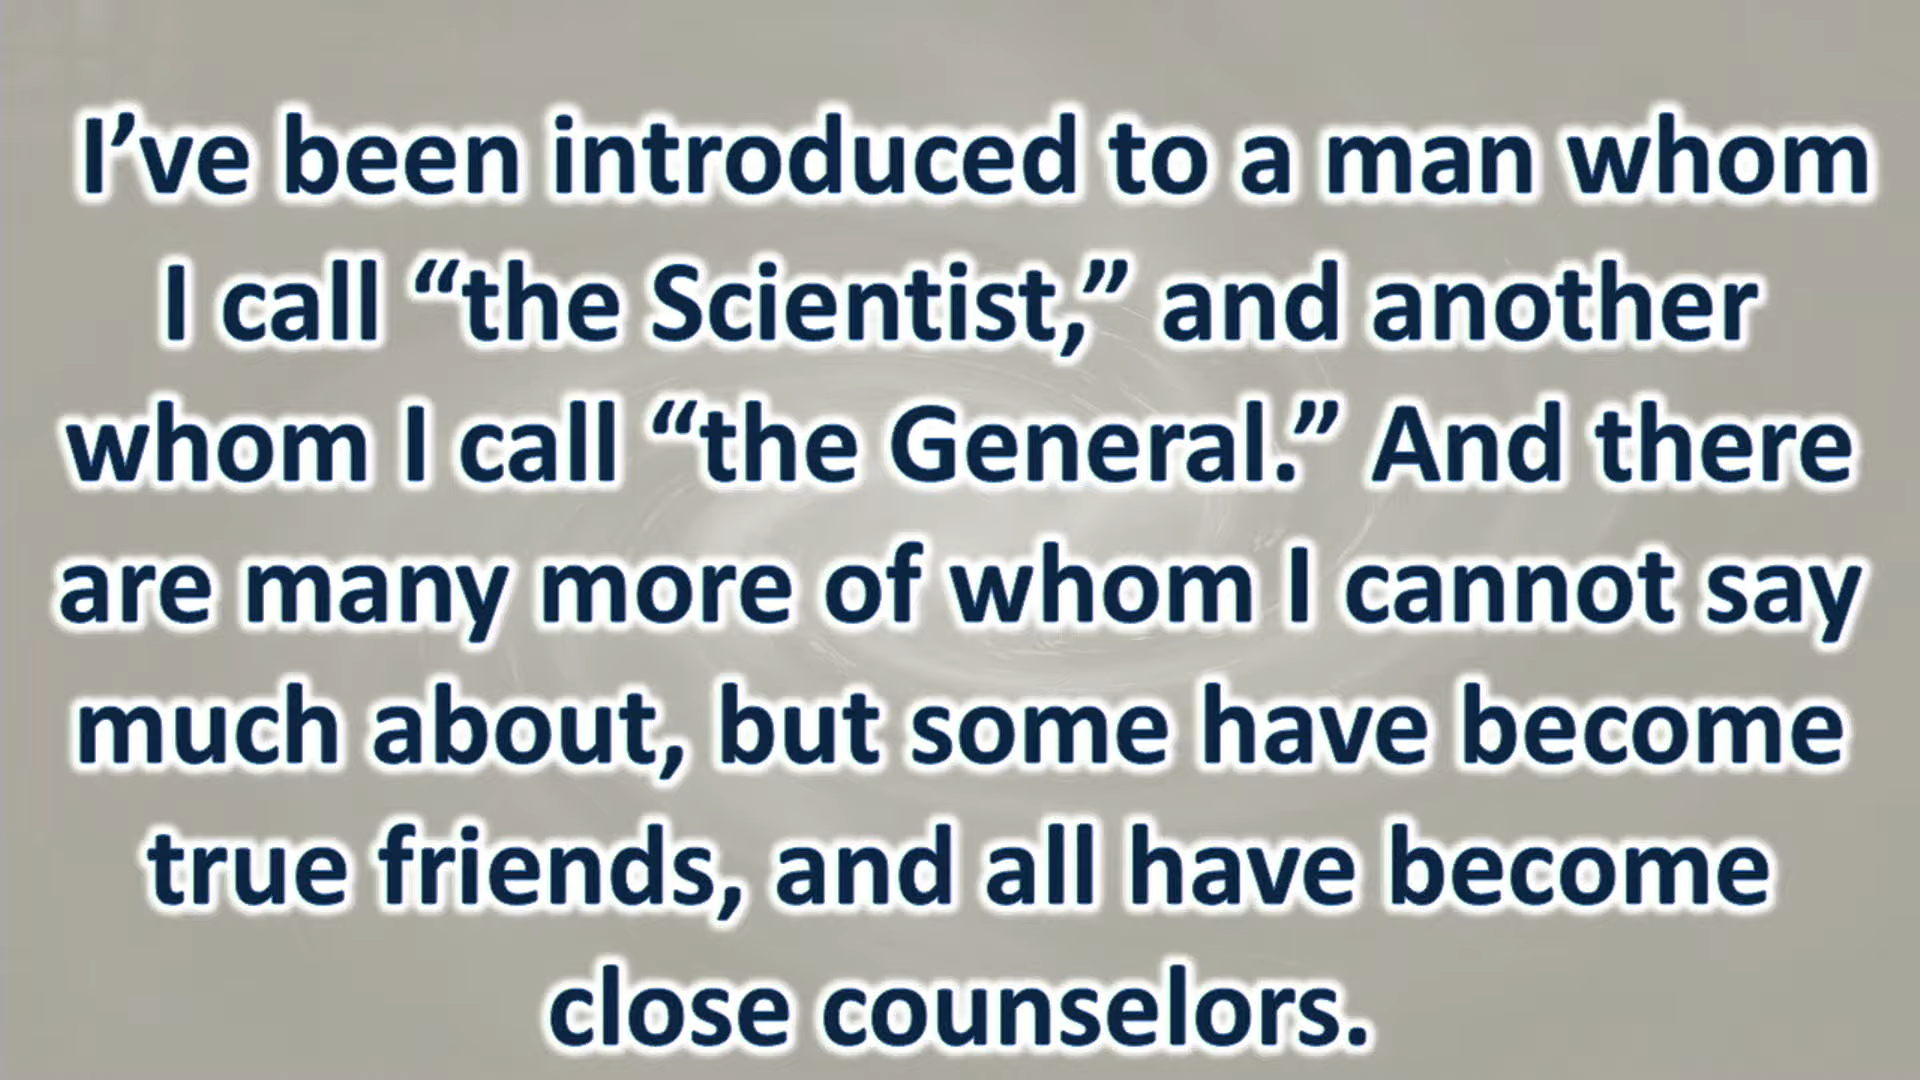 I’ve been introduced to a man whom
I call “the Scientist,” and another
whom I call “the General.” And there
are many more of whom I cannot say
much about, but some have become
true friends, and all have become
close counselors.